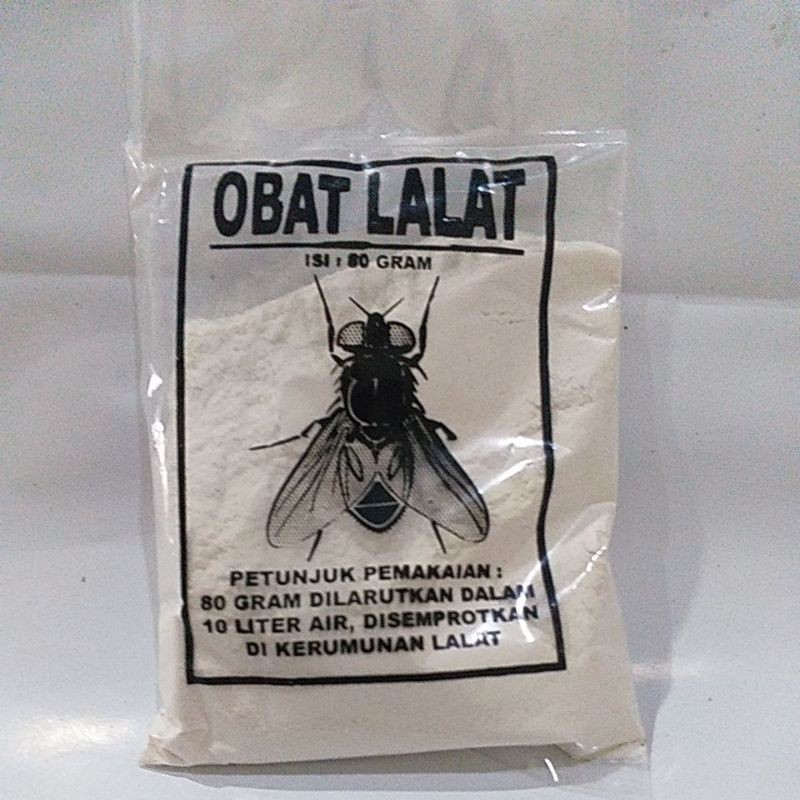 OBAT LALAT
ISI : 80 GRAM
PETUNJUK PEMAKAIAN :
80 GRAM DILARUTKAN DALAM
10 LITER AIR, DISEMPROTKAN
DI KERUMUNAN LALAT